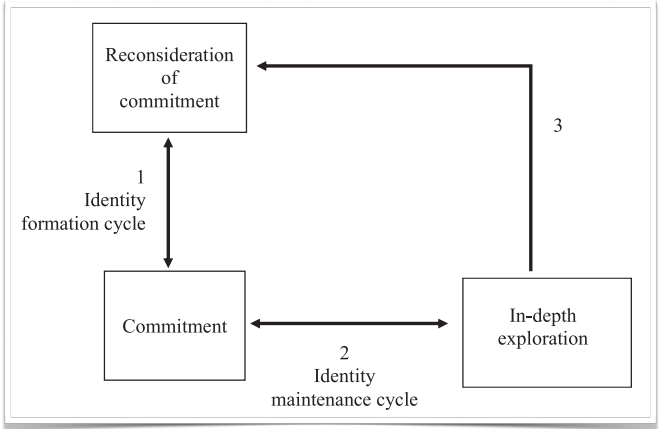 Reconsideration
of
commitment
3
1
Identity
formation cycle
Commitment
In-depth
exploration
2
Identity
maintenance cycle